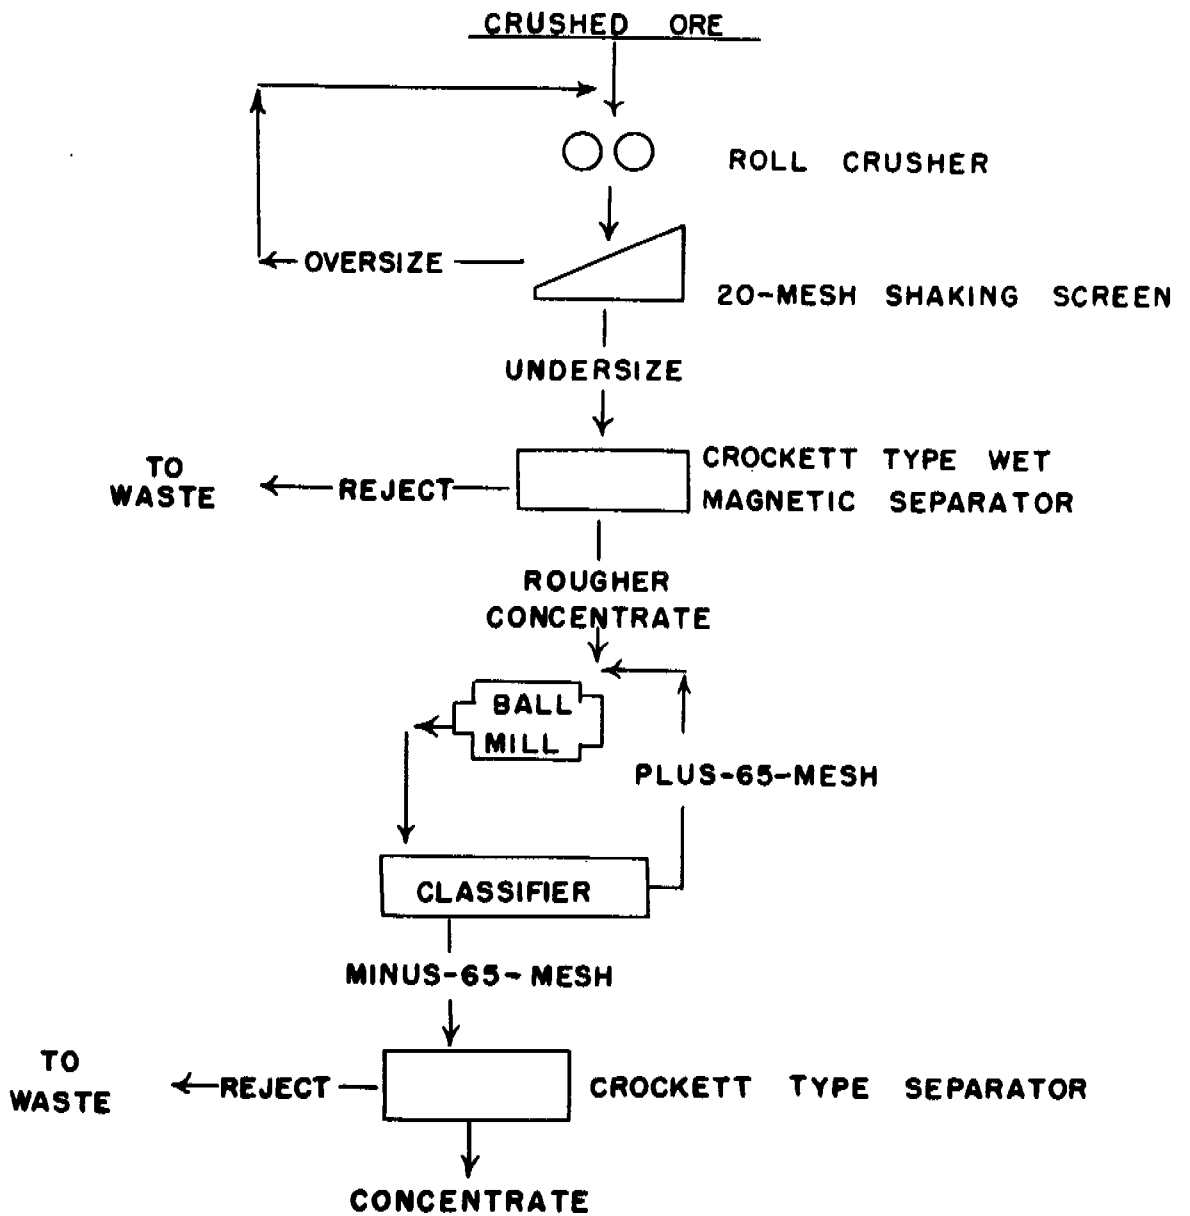 CRUSHED ORE
ROLL CRUSHER
OVERSIZE
20-MESH SHAKING SCREEN
UNDERSIZE
CROCKETT TYPE WET
MAGNETIC SEPARATOR
TO
WASTE
REJECT
ROUGHER
CONCENTRATE
BALL
MILL
PLUS-65-MESH
CLASSIFIER
MINUS-65-MESH
TO
WASTE
REJECT
CROCKETT TYPE SEPARATOR
CONCENTRATE